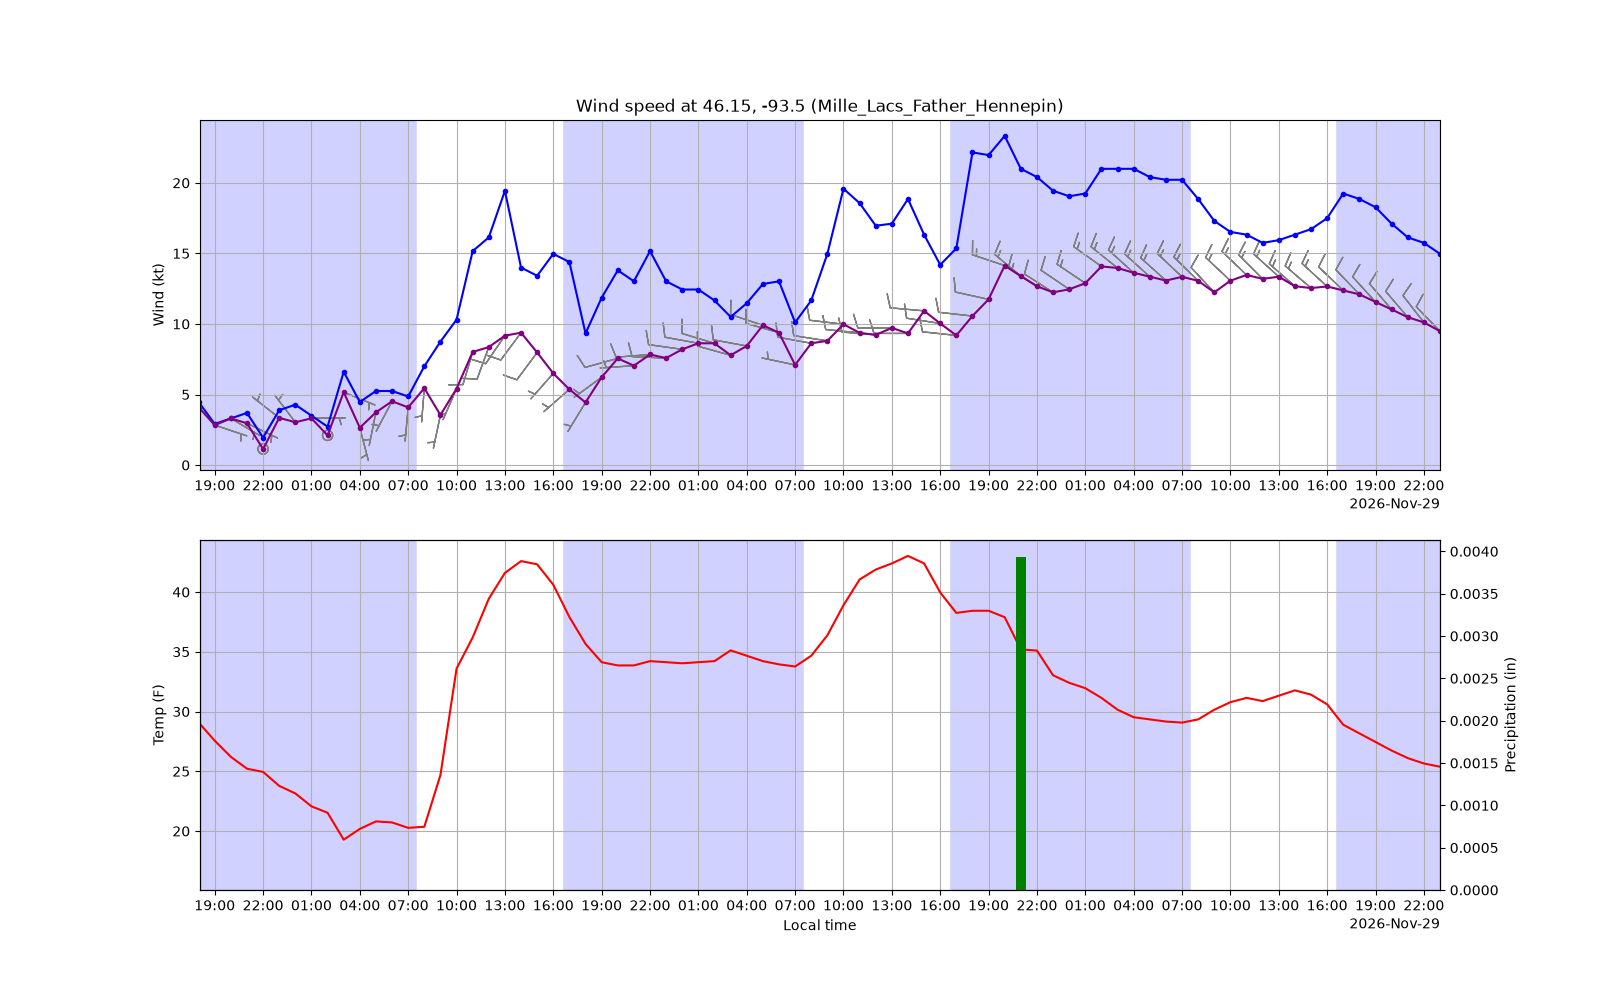 Wind speed at 46.15, -93.5 (Mille_Lacs_Father_Hennepin)
Wind (kt)
20
15
10
5
0
19:00 22:00 01:00 04:00 07:00 10:00 13:00 16:00 19:00 22:00 01:00 04:00 07:00 10:00 13:00 16:00 19:00 22:00 01:00 04:00 07:00 10:00 13:00 16:00 19:00 22:00
2026-Nov-29
Temp (F)
40
35
30
25
20
0.0040
0.0035
0.0030
0.0025
0.0020
0.0015
0.0010
0.0005
0.0000
Precipitation (in)
19:00 22:00 01:00 04:00 07:00 10:00 13:00 16:00 19:00 22:00 01:00 04:00 07:00 10:00 13:00 16:00 19:00 22:00 01:00 04:00 07:00 10:00 13:00 16:00 19:00 22:00
Local time
2026-Nov-29